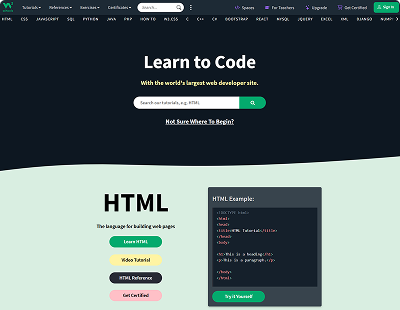 Tutorials References Exercises Certificates Search... Spaces For Teachers Upgrade Get Certified Sign In
HTML CSS JAVASCRIPT SQL PYTHON JAVA PHP HOW TO W3.CSS C C++ C# BOOTSTRAP REACT MYSQL JQUERY EXCEL XML DJANGO NUMPY
Learn to Code
With the world's largest web developer site.
Search our tutorials, e.g. HTML
Not Sure Where To Begin?
HTML
The language for building web pages
Learn HTML
Video Tutorial
HTML Reference
Get Certified
HTML Example:
<!DOCTYPE html>
<html>
<head>
<title>HTML Tutorial</title>
</head>
<body>
<h1>This is a heading</h1>
<p>This is a paragraph.</p>
</body>
</html>
Try it Yourself